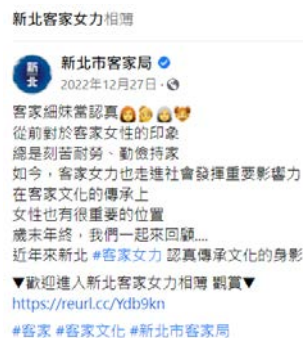 新北客家女力相簿
新北
新北市客家局
2022年12月27日·
客家細妹當認真
從前對於客家女性的印象
總是刻苦耐勞、勤儉持家
如今，客家女力也走進社會發揮重要影響力
在客家文化的傳承上
女性也有很重要的位置
歲末年終，我們一起來回顧....
近年來新北 #客家女力 認真傳承文化的身影
▼歡迎進入新北客家女力相簿 觀賞▼
https://reurl.cc/Ydb9kn
#客家 #客家文化 #新北市客家局